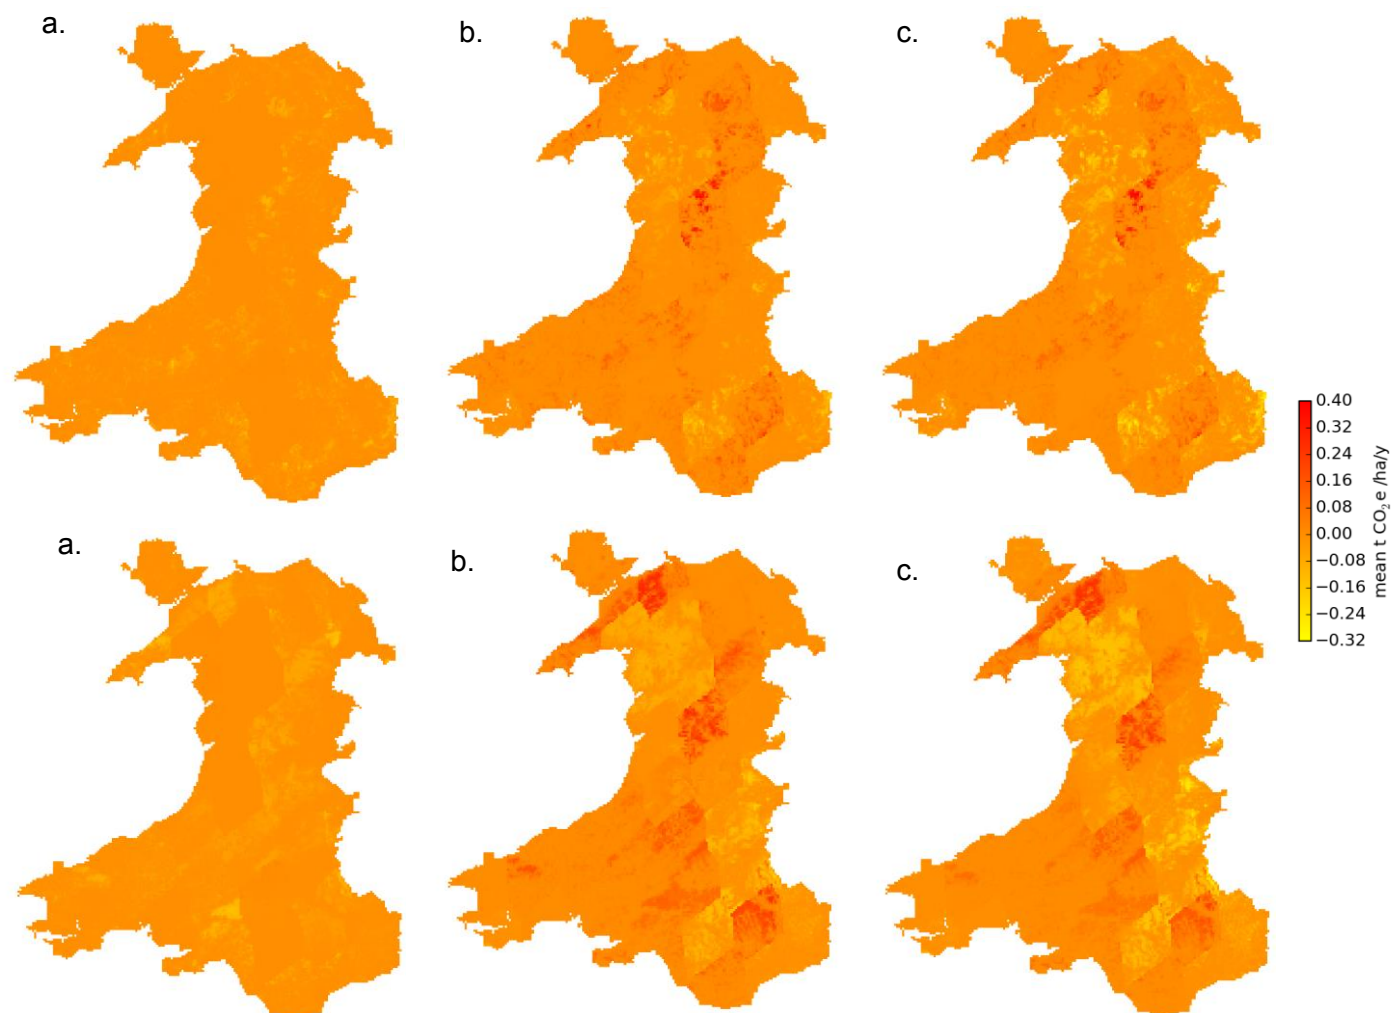 a.
b.
c.
0.40
0.32
0.24
0.16
0.08
0.00
−0.08
−0.16
−0.24
−0.32
mean t CO₂e /ha/y
a.
b.
c.